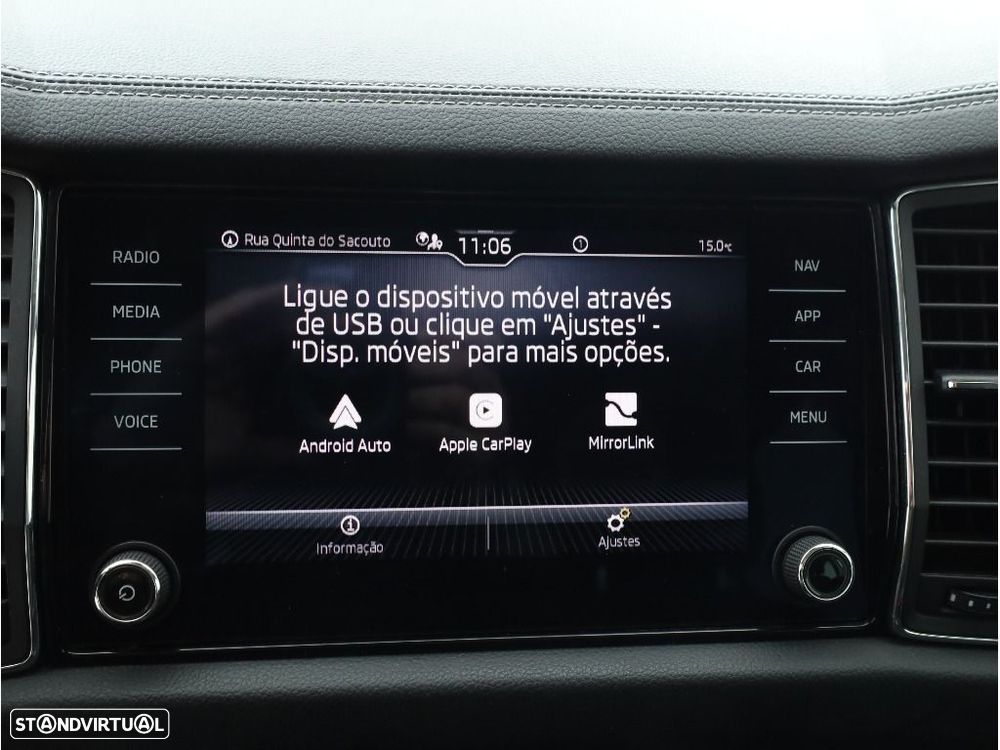 Rua Quinta do Sacouto 11:06 1 15.0°c
RADIO
MEDIA
PHONE
VOICE
Ligue o dispositivo móvel através
de USB ou clique em "Ajustes" -
"Disp. móveis" para mais opções.
Android Auto Apple CarPlay MirrorLink
Informação Ajustes
NAV
APP
CAR
MENU
STANDVIRTUAL